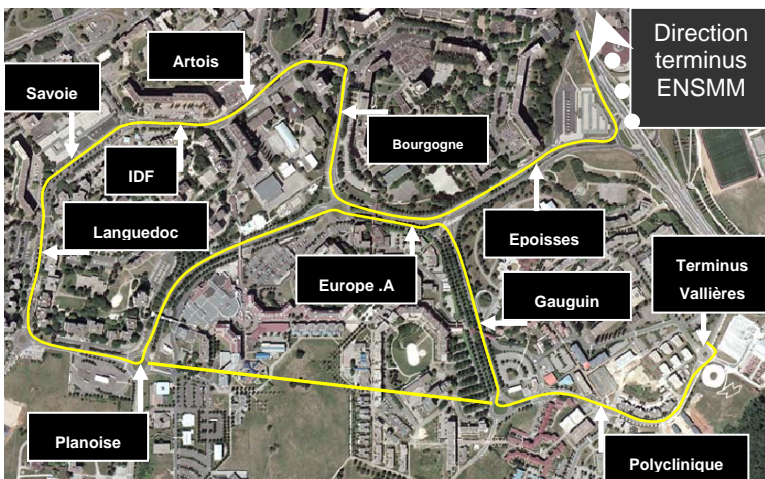 Direction
terminus
ENSMM
Artois
Savoie
Bourgogne
IDF
Languedoc
Epoisses
Europe .A
Gauguin
Terminus
Vallières
Planoise
Polyclinique